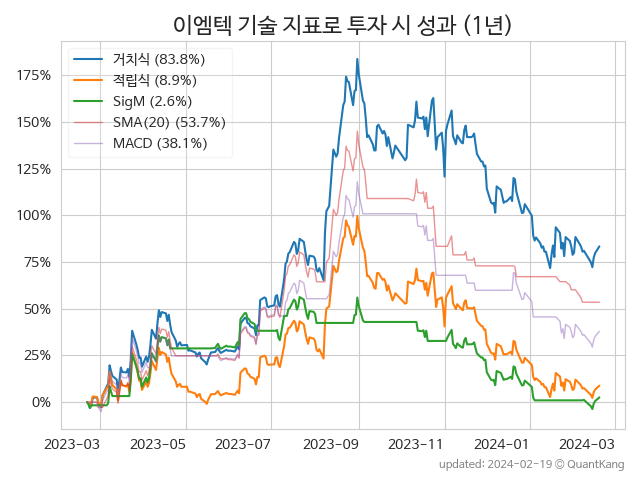 이엠텍 기술 지표로 투자 시 성과 (1년)
거치식 (83.8%)
적립식 (8.9%)
SigM (2.6%)
SMA(20) (53.7%)
MACD (38.1%)
175%
150%
125%
100%
75%
50%
25%
0%
2023-03 2023-05 2023-07 2023-09 2023-11 2024-01 2024-03
updated: 2024-02-19 © QuantKang